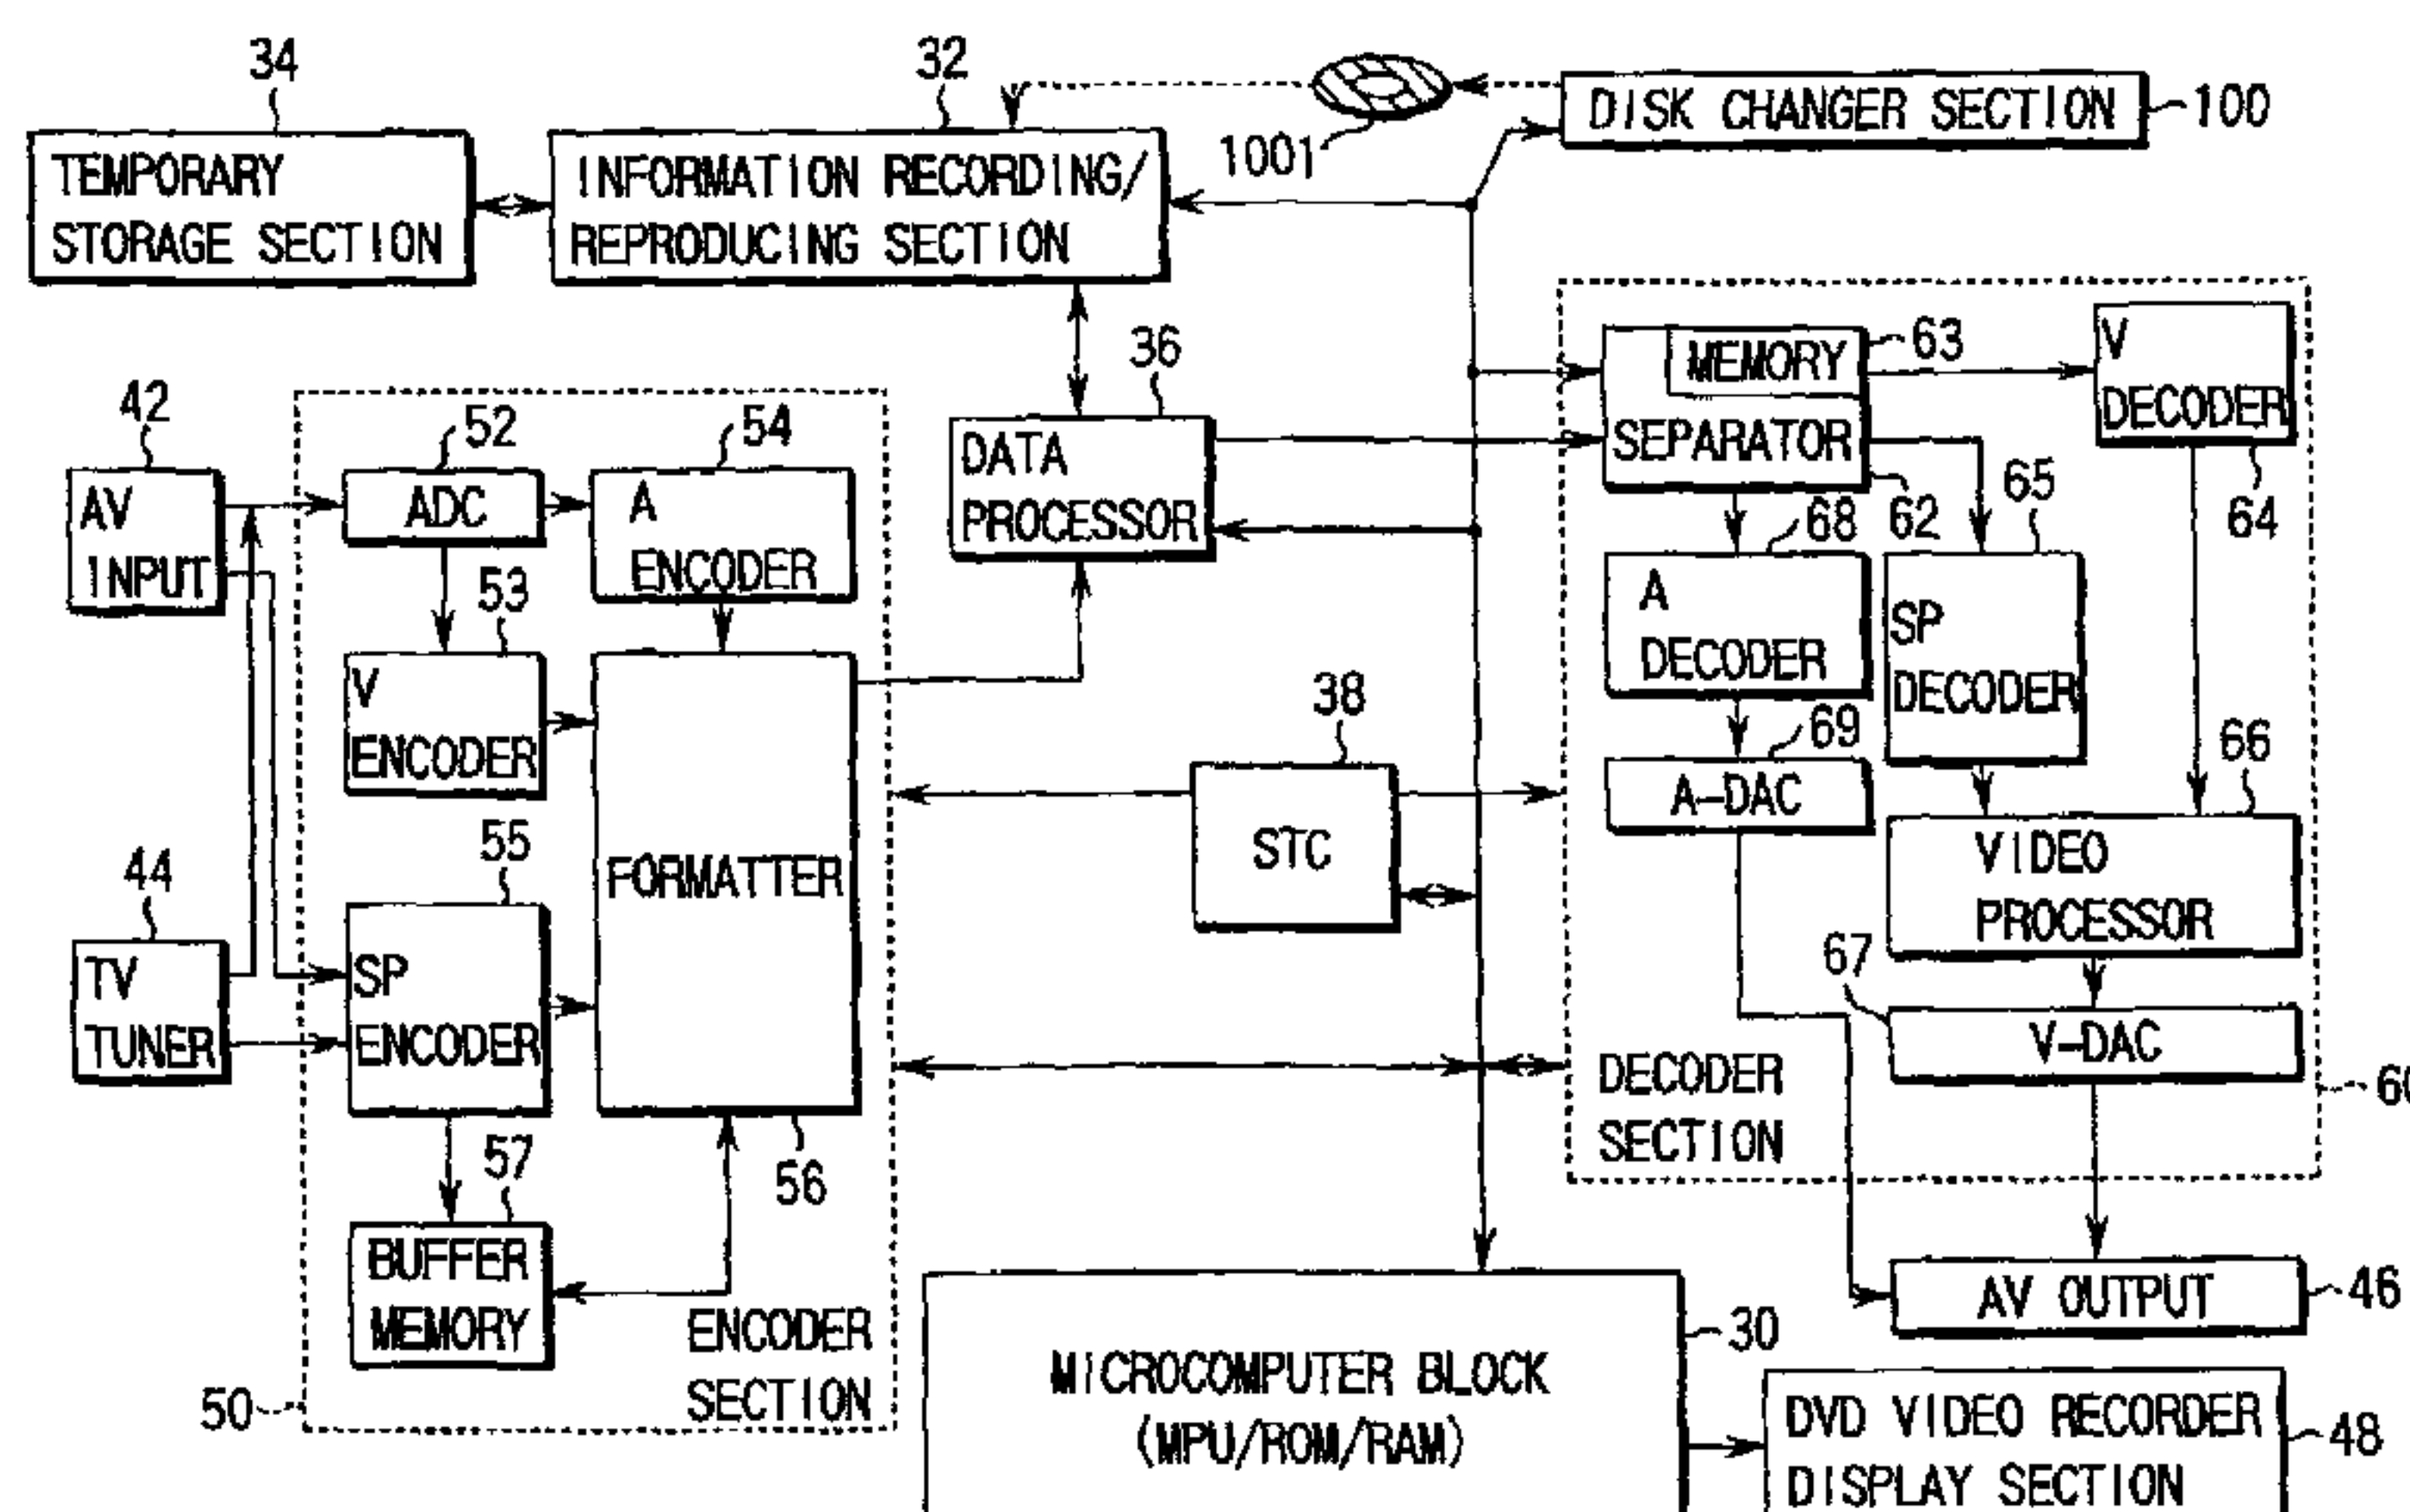 34
32
DISK CHANGER SECTION
100
1001
TEMPORARY
STORAGE SECTION
INFORMATION RECORDING/
REPRODUCING SECTION
36
MEMORY
63
V
DECODER
64
SEPARATOR
62
42
52
54
AV
INPUT
ADC
A
ENCODER
DATA
PROCESSOR
53
V
ENCODER
68
A
DECODER
65
SP
DECODER
38
STC
69
A-DAC
66
VIDEO
PROCESSOR
55
FORMATTER
44
TV
TUNER
SP
ENCODER
67
V-DAC
DECODER
SECTION
57
56
BUFFER
MEMORY
ENCODER
SECTION
50
AV OUTPUT
46
MICROCOMPUTER BLOCK
(MPU/ROM/RAM)
30
DVD VIDEO RECORDER
DISPLAY SECTION
48